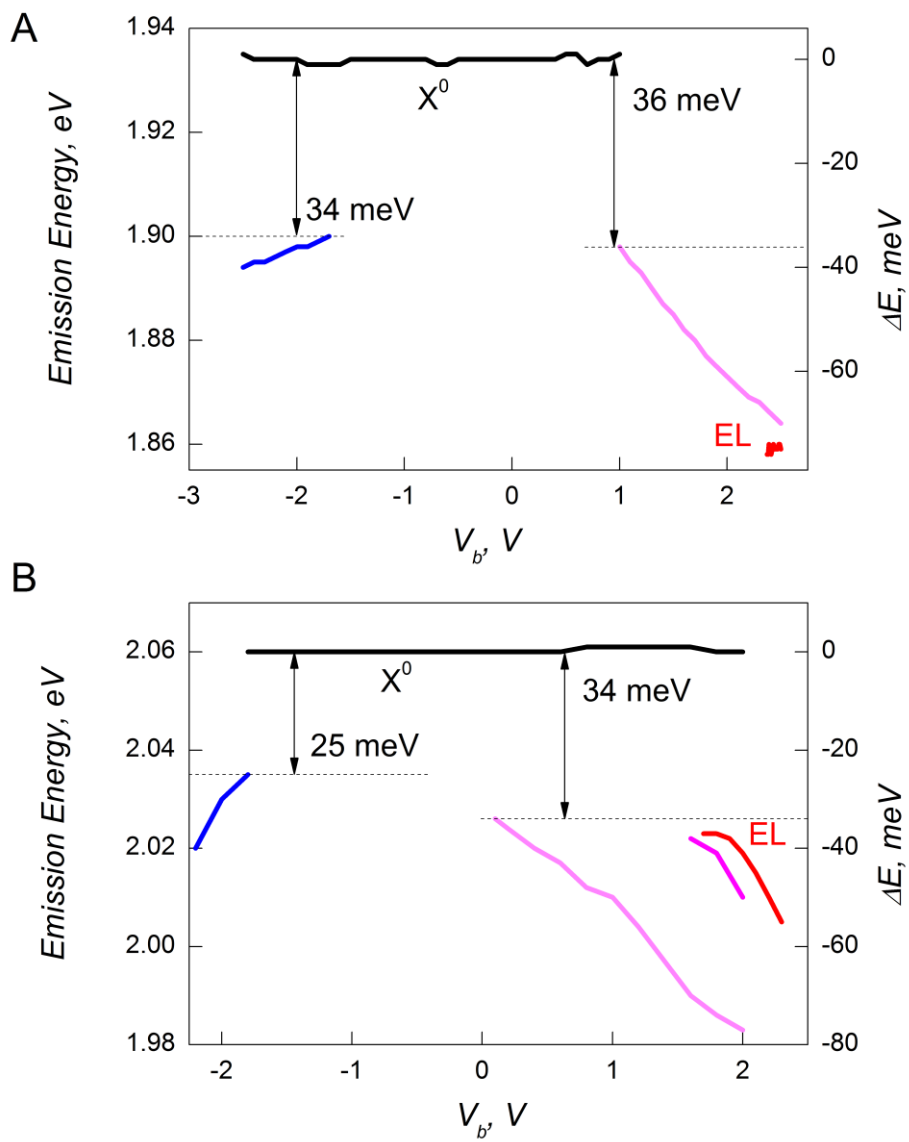 A
1.94
1.92
1.90
1.88
1.86
Emission Energy, eV
0
-20
-40
-60
ΔE, meV
X⁰
34 meV
36 meV
EL
-3 -2 -1 0 1 2
V_b, V
B
2.06
2.04
2.02
2.00
1.98
Emission Energy, eV
0
-20
-40
-60
-80
ΔE, meV
X⁰
25 meV
34 meV
EL
-2 -1 0 1 2
V_b, V